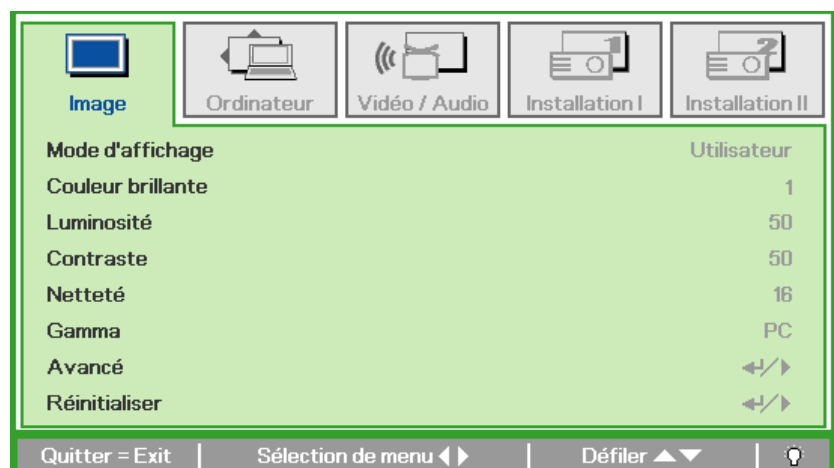 Image Ordinateur Vidéo / Audio Installation I Installation II
Mode d'affichage Utilisateur
Couleur brillante 1
Luminosité 50
Contraste 50
Netteté 16
Gamma PC
Avancé
Réinitialiser
Quitter = Exit Sélection de menu Défiler